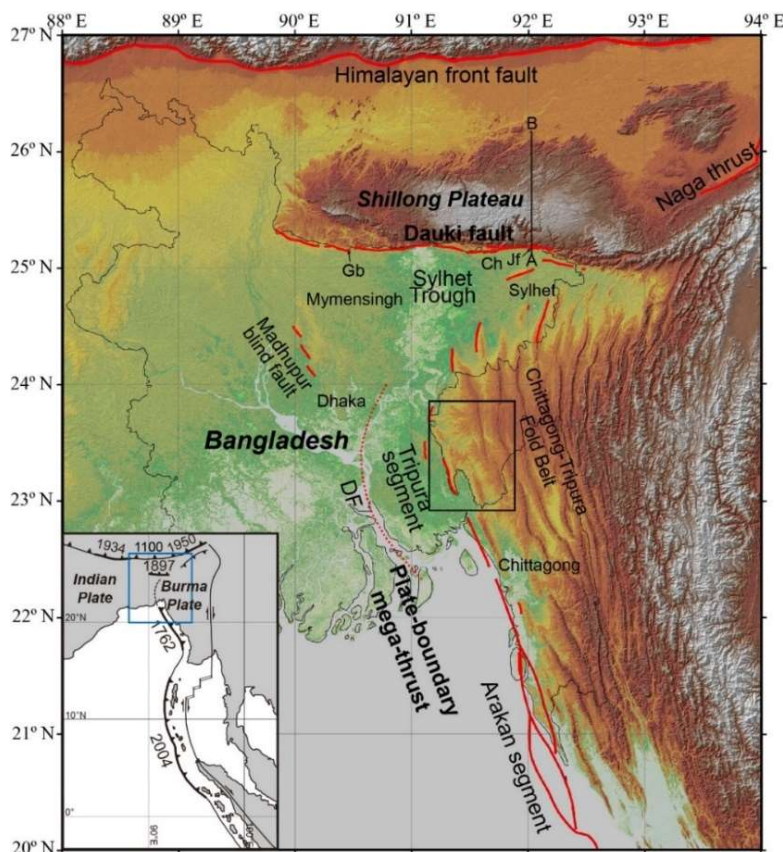 88° E 89° E 90° E 91° E 92° E 93° E 94° E
27° N
Himalayan front fault
26° N
B
Naga thrust
Shillong Plateau
Dauki fault
25° N
Gb
Ch Jf A
Sylhet
Trough
Sylhet
Mymensingh
Madhupur
blind fault
24° N
Dhaka
Chittagong-Tripura
Fold Belt
Bangladesh
Tripura
segment
23° N
DF
Chittagong
Plate-boundary
mega-thrust
22° N
Arakan segment
21° N
20° N
1934 1100 1950
1897
Indian
Plate
Burma
Plate
20°N
1762
10°N
2004
0°
90°E